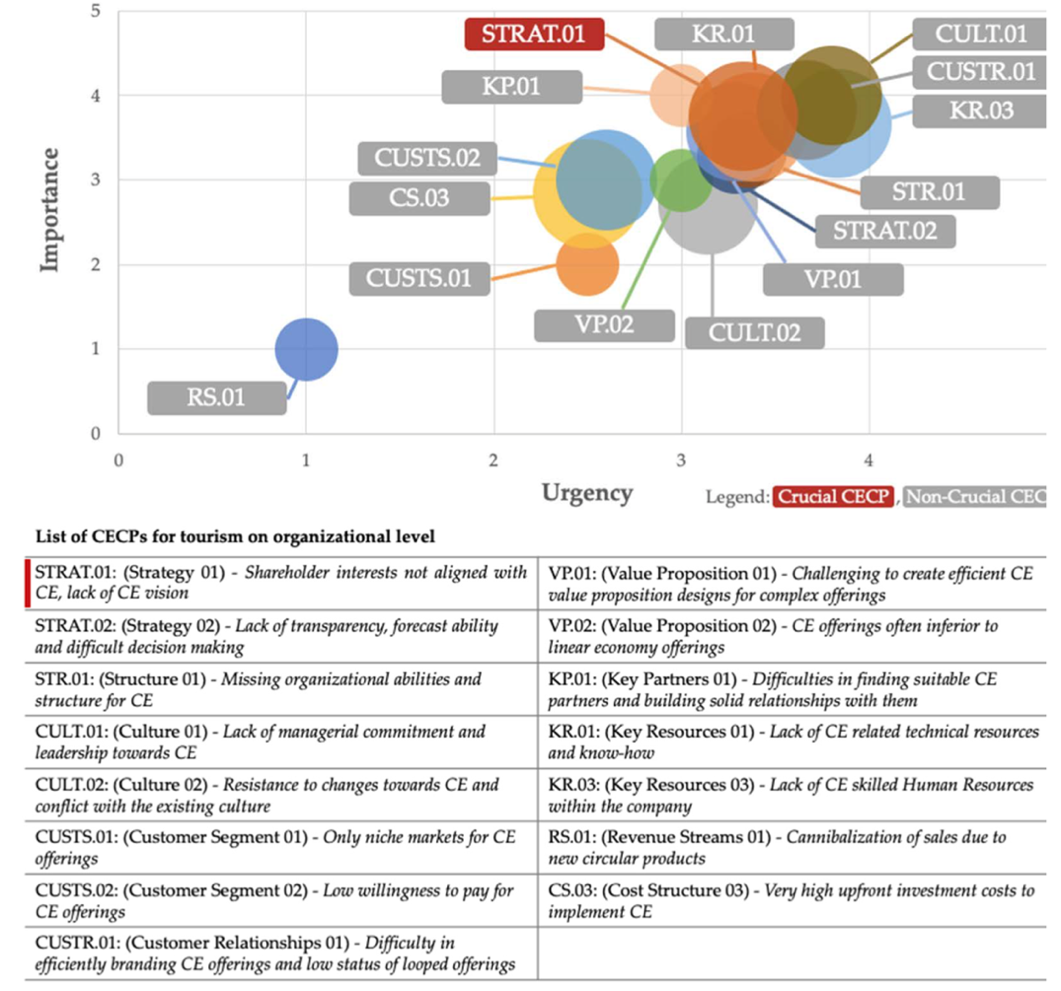 5
STRAT.01
KR.01
CULT.01
CUSTR.01
KP.01
4
KR.03
CUSTS.02
3
CS.03
STR.01
STRAT.02
Importance
CUSTS.01
2
VP.01
VP.02
CULT.02
1
RS.01
0
0
1
2
3
4
Urgency
Legend: Crucial CECP , Non-Crucial CEC
List of CECPs for tourism on organizational level
STRAT.01: (Strategy 01) - Shareholder interests not aligned with
CE, lack of CE vision
VP.01: (Value Proposition 01) - Challenging to create efficient CE
value proposition designs for complex offerings
STRAT.02: (Strategy 02) - Lack of transparency, forecast ability
and difficult decision making
VP.02: (Value Proposition 02) - CE offerings often inferior to
linear economy offerings
STR.01: (Structure 01) - Missing organizational abilities and
structure for CE
KP.01: (Key Partners 01) - Difficulties in finding suitable CE
partners and building solid relationships with them
CULT.01: (Culture 01) - Lack of managerial commitment and
leadership towards CE
KR.01: (Key Resources 01) - Lack of CE related technical resources
and know-how
CULT.02: (Culture 02) - Resistance to changes towards CE and
conflict with the existing culture
KR.03: (Key Resources 03) - Lack of CE skilled Human Resources
within the company
CUSTS.01: (Customer Segment 01) - Only niche markets for CE
offerings
RS.01: (Revenue Streams 01) - Cannibalization of sales due to
new circular products
CUSTS.02: (Customer Segment 02) - Low willingness to pay for
CE offerings
CS.03: (Cost Structure 03) - Very high upfront investment costs to
implement CE
CUSTR.01: (Customer Relationships 01) - Difficulty in
efficiently branding CE offerings and low status of looped offerings